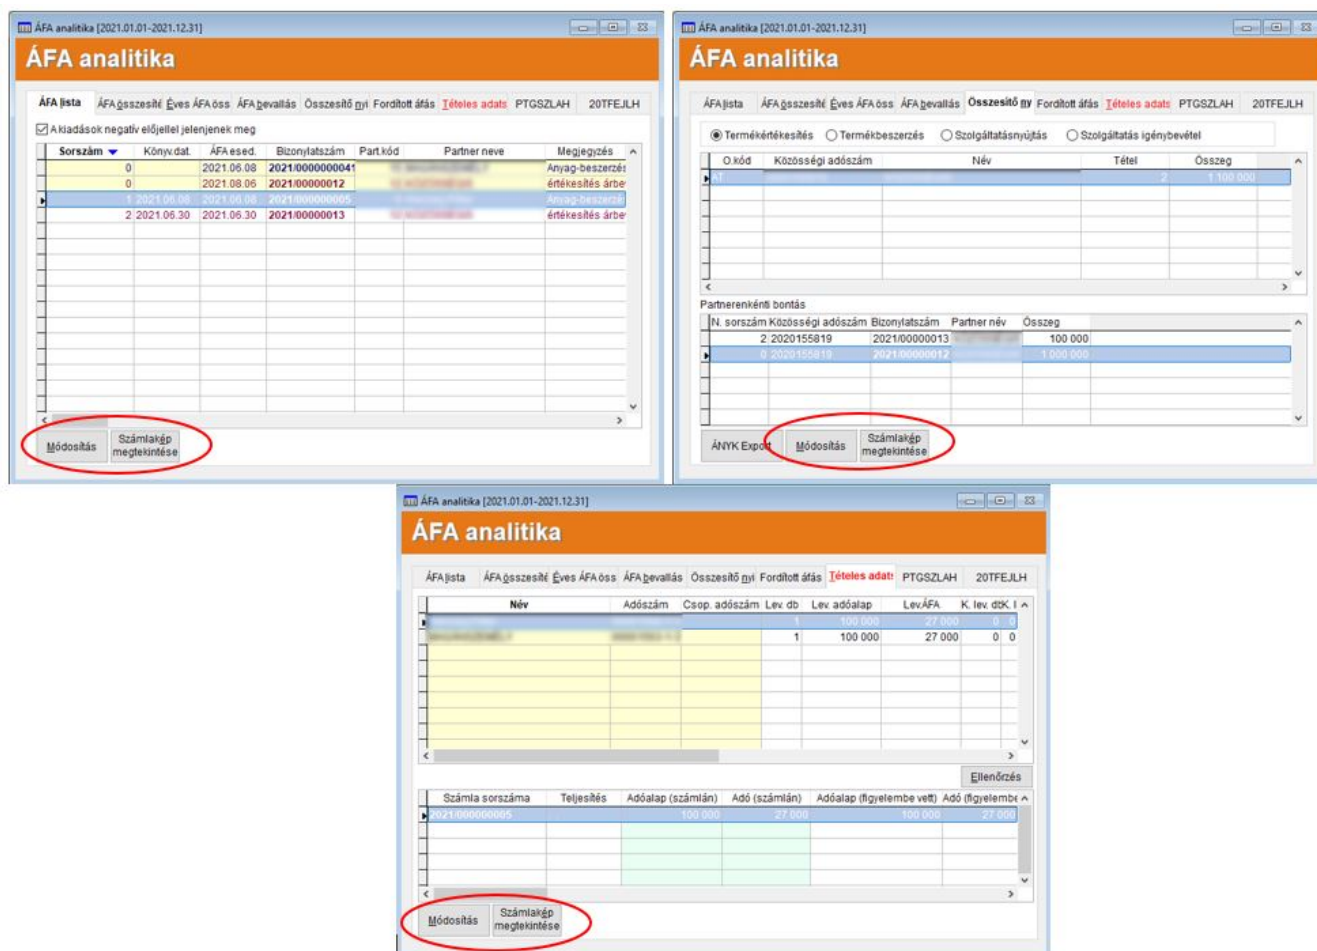 ÁFA analitika [2021.01.01-2021.12.31]
ÁFA analitika
ÁFA lista ÁFA összesíté Éves ÁFA öss ÁFA bevallás Összesítő nyi Fordított áfás Tételes adats PTGSZLAH 20TFEJLH
A kiadások negatív előjellel jelenjenek meg
Sorszám Könyv.dat. ÁFA esed. Bizonylatszám Part.kód Partner neve Megjegyzés
0 2021.06.08 2021/0000000041 Anyag-beszerzés
0 2021.08.06 2021/00000012 értékesítés árbe
1 2021.06.08 2021.06.08 2021/000000005 Anyag-beszerzés
2 2021.06.30 2021.06.30 2021/00000013 értékesítés árbe
Módosítás Számlakép megtekintése
ÁFA analitika [2021.01.01-2021.12.31]
ÁFA analitika
ÁFA lista ÁFA összesíté Éves ÁFA öss ÁFA bevallás Összesítő ny Fordított áfás Tételes adats PTGSZLAH 20TFEJLH
Termékértékesítés Termékbeszerzés Szolgáltatásnyújtás Szolgáltatás igénybevétel
O.kód Közösségi adószám Név Tétel Összeg
AT 2 1 100 000
Partnerenkénti bontás
N. sorszám Közösségi adószám Bizonylatszám Partner név Összeg
2 2020155819 2021/00000013 100 000
0 2020155819 2021/00000012 1 000 000
ÁNYK Export Módosítás Számlakép megtekintése
ÁFA analitika [2021.01.01-2021.12.31]
ÁFA analitika
ÁFA lista ÁFA összesíté Éves ÁFA öss ÁFA bevallás Összesítő nyi Fordított áfás Tételes adats PTGSZLAH 20TFEJLH
Név Adószám Csop. adószám Lev. db Lev. adóalap Lev.ÁFA K. lev. db K. l
1 100 000 27 000 0 0
1 100 000 27 000 0 0
Ellenőrzés
Számla sorszáma Teljesítés Adóalap (számlán) Adó (számlán) Adóalap (figyelembe vett) Adó (figyelembe
2021/000000005 100 000 27 000 100 000 27 000
Módosítás Számlakép megtekintése